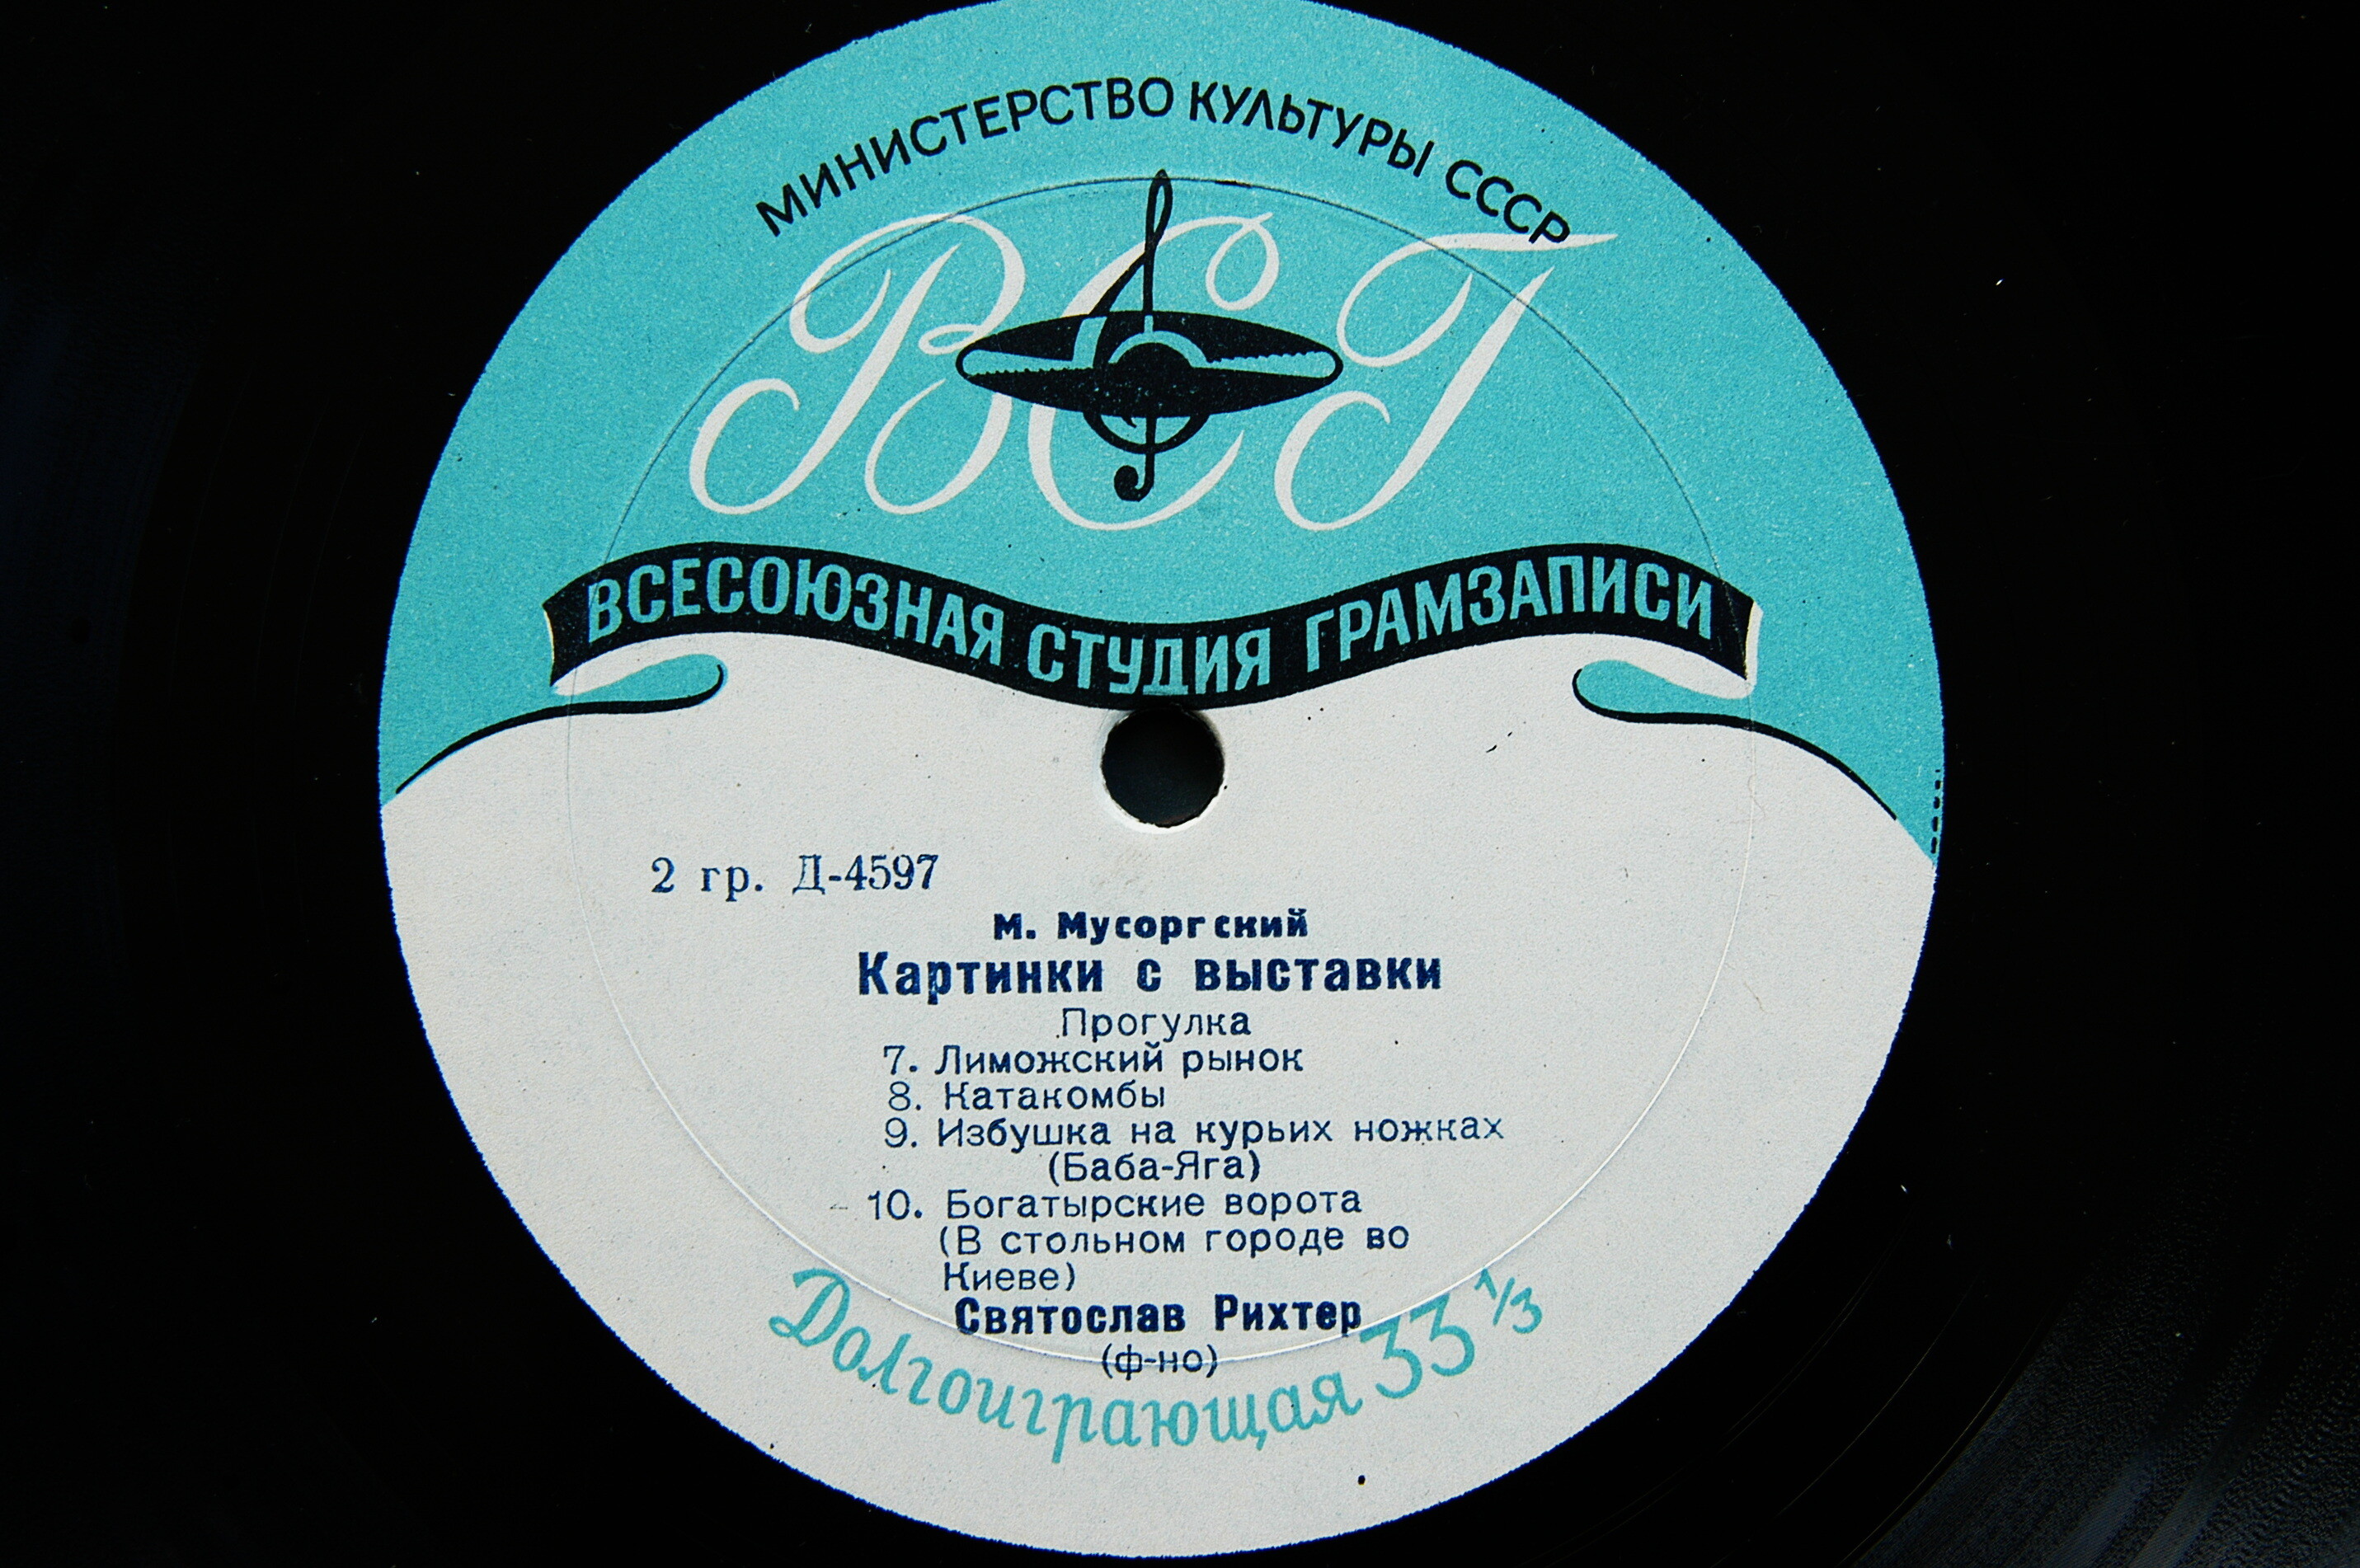 МИНИСТЕРСТВО КУЛЬТУРЫ СССР
ВСГ
ВСЕСОЮЗНАЯ СТУДИЯ ГРАМЗАПИСИ
2 гр. Д-4597
М. Мусоргский
Картинки с выставки
Прогулка
7. Лиможский рынок
8. Катакомбы
9. Избушка на курьих ножках
(Баба-Яга)
10. Богатырские ворота
(В стольном городе во
Киеве)
Святослав Рихтер
(ф-но)
Долгоиграющая 33 1/3